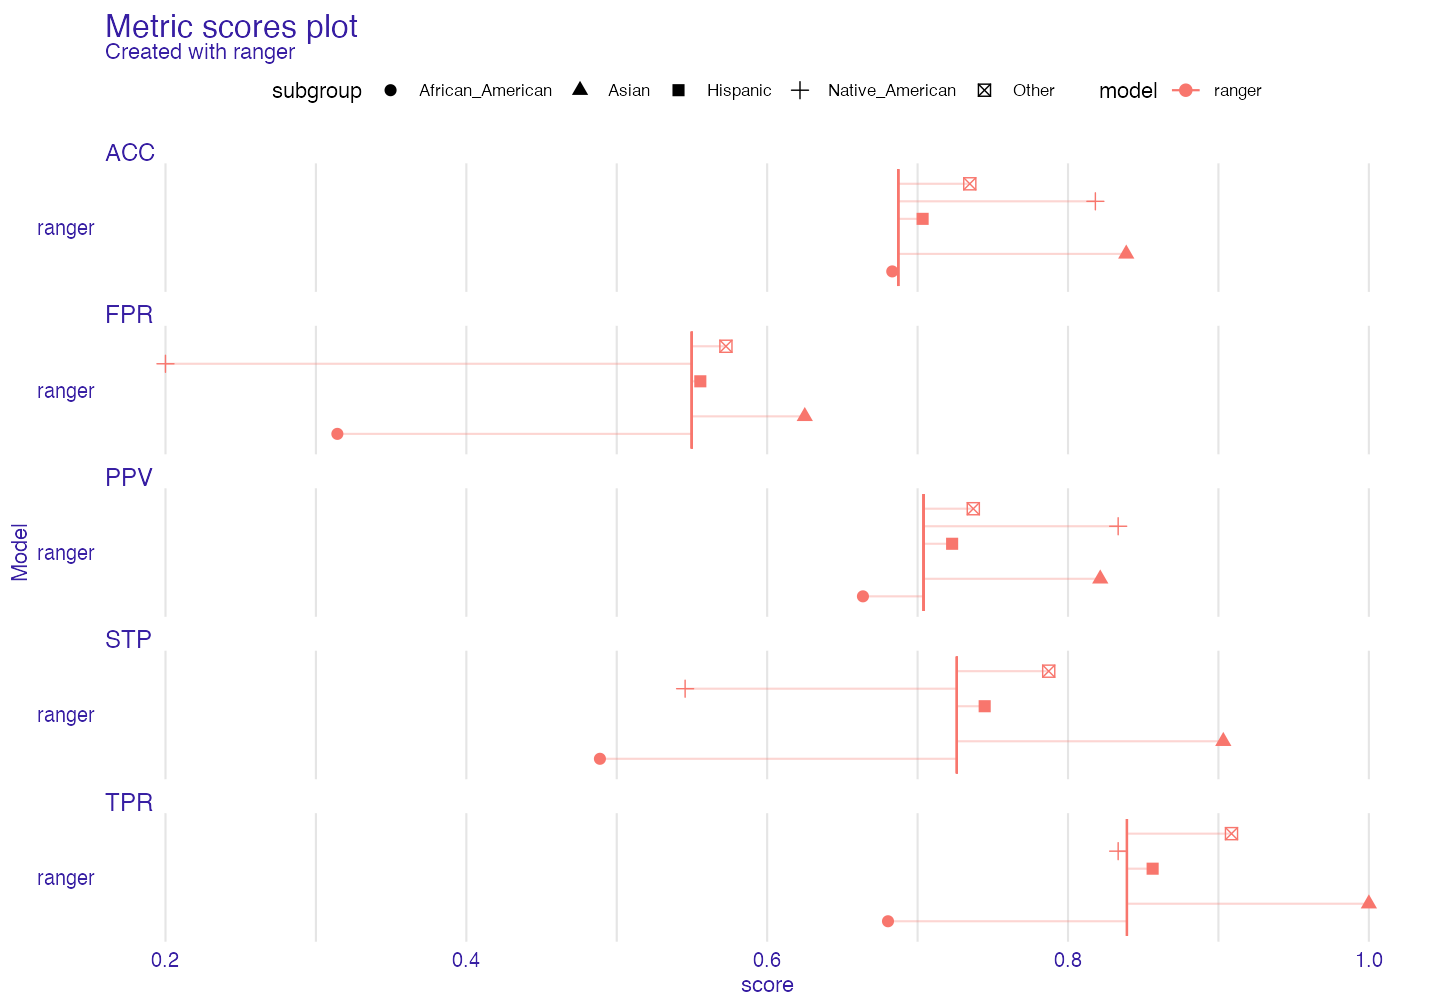 Metric scores plot
Created with ranger
subgroup African_American Asian Hispanic Native_American Other model ranger
ACC
ranger
FPR
ranger
PPV
ranger
STP
ranger
TPR
ranger
Model
0.2 0.4 0.6 0.8 1.0
score